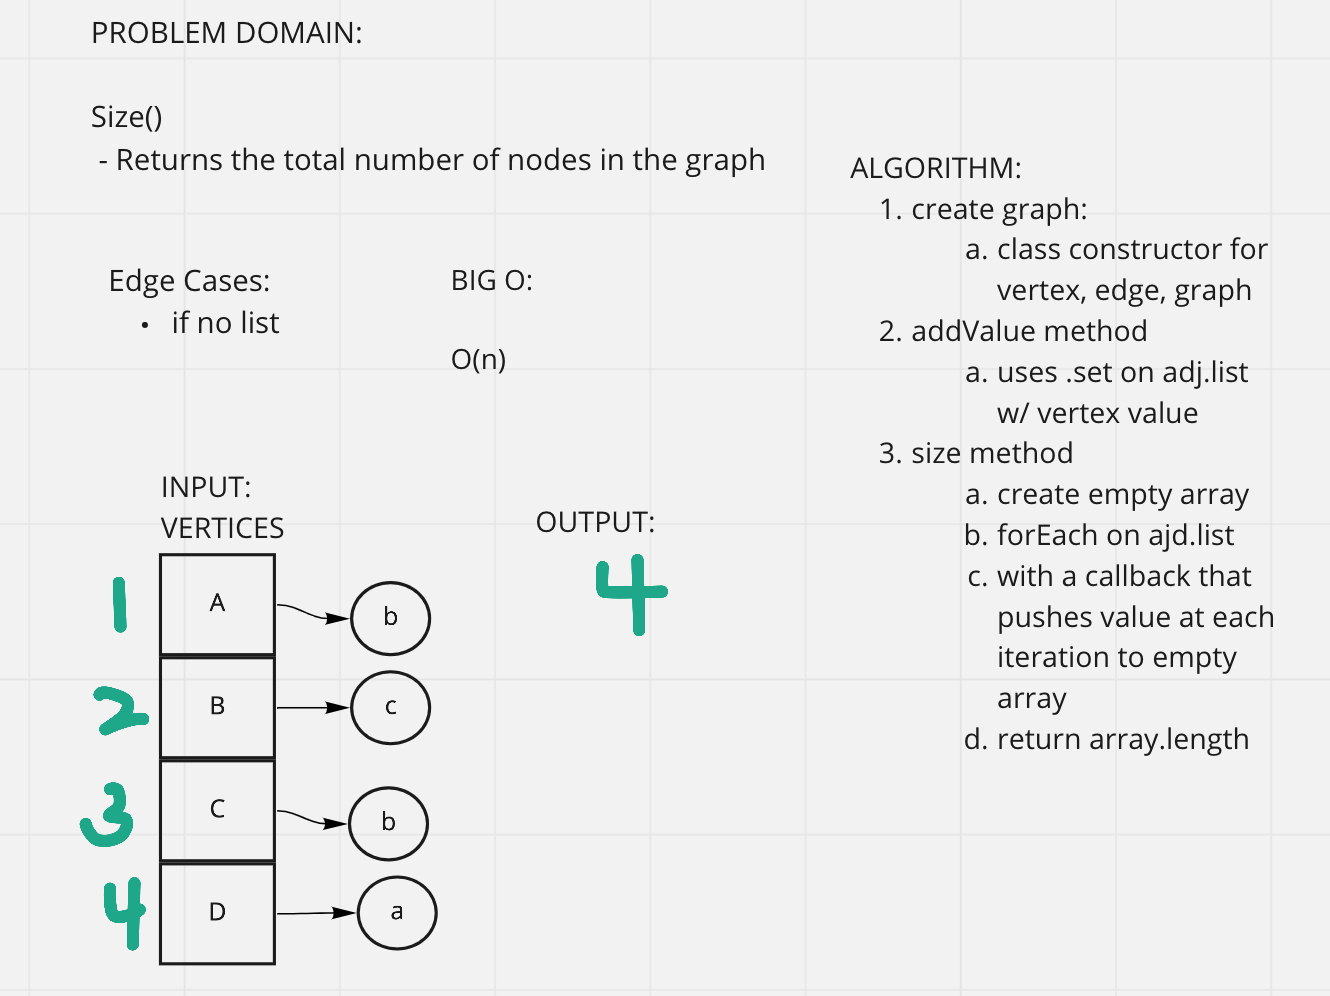 PROBLEM DOMAIN:
Size()
- Returns the total number of nodes in the graph
Edge Cases:
• if no list
BIG O:
O(n)
ALGORITHM:
1. create graph:
a. class constructor for
vertex, edge, graph
2. addValue method
a. uses .set on adj.list
w/ vertex value
3. size method
a. create empty array
b. forEach on ajd.list
c. with a callback that
pushes value at each
iteration to empty
array
d. return array.length
INPUT:
VERTICES
1 A b
2 B c
3 C b
4 D a
OUTPUT:
4